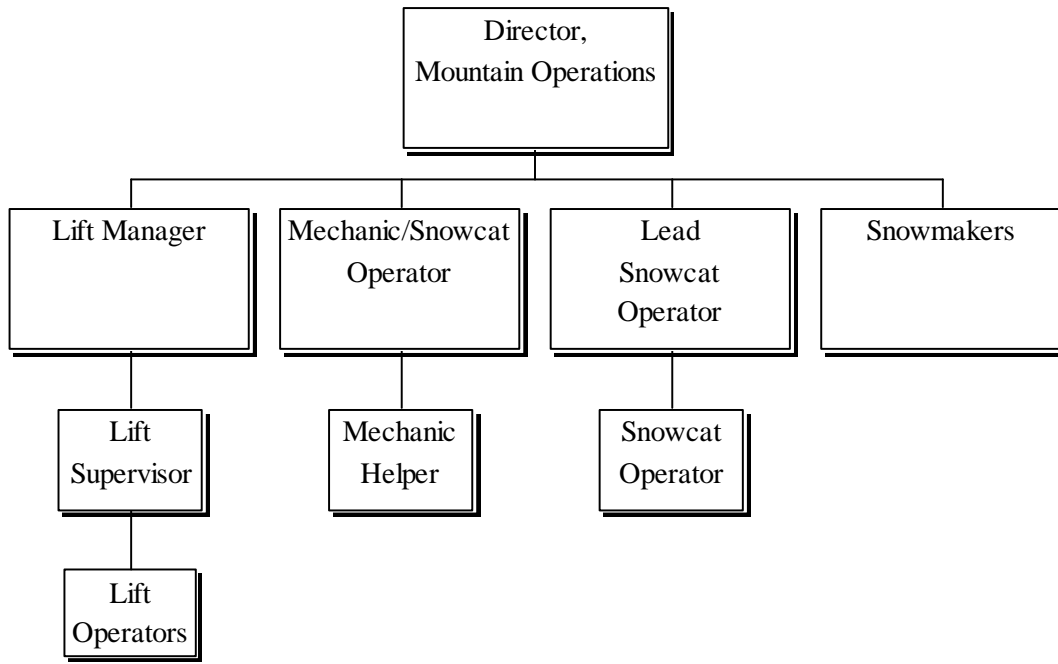 Director,
Mountain Operations
Lift Manager
Mechanic/Snowcat
Operator
Lead
Snowcat
Operator
Snowmakers
Lift
Supervisor
Mechanic
Helper
Snowcat
Operator
Lift
Operators